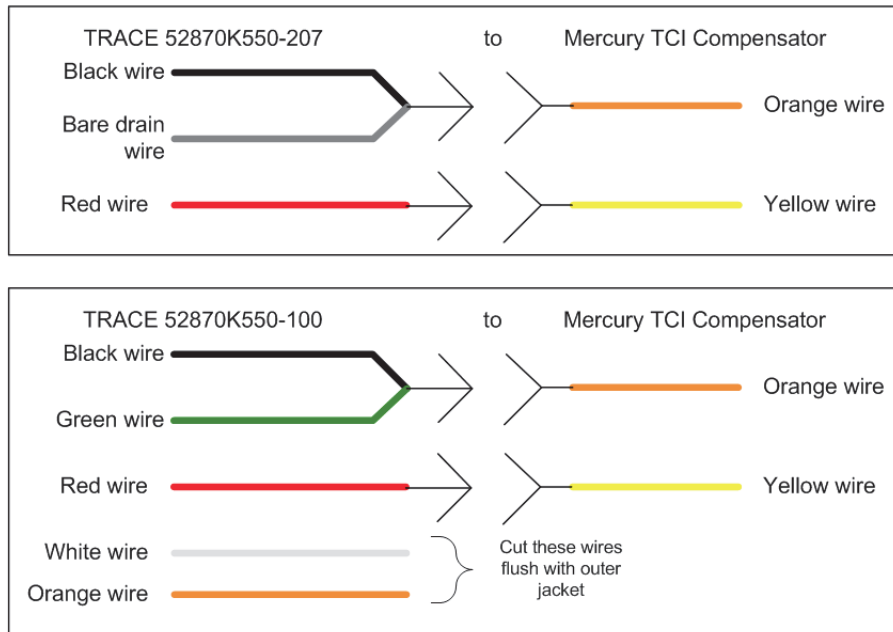 TRACE 52870K550-207 to Mercury TCI Compensator
Black wire
Orange wire
Bare drain
wire
Red wire
Yellow wire
TRACE 52870K550-100 to Mercury TCI Compensator
Black wire
Orange wire
Green wire
Red wire
Yellow wire
White wire
Cut these wires
flush with outer
jacket
Orange wire